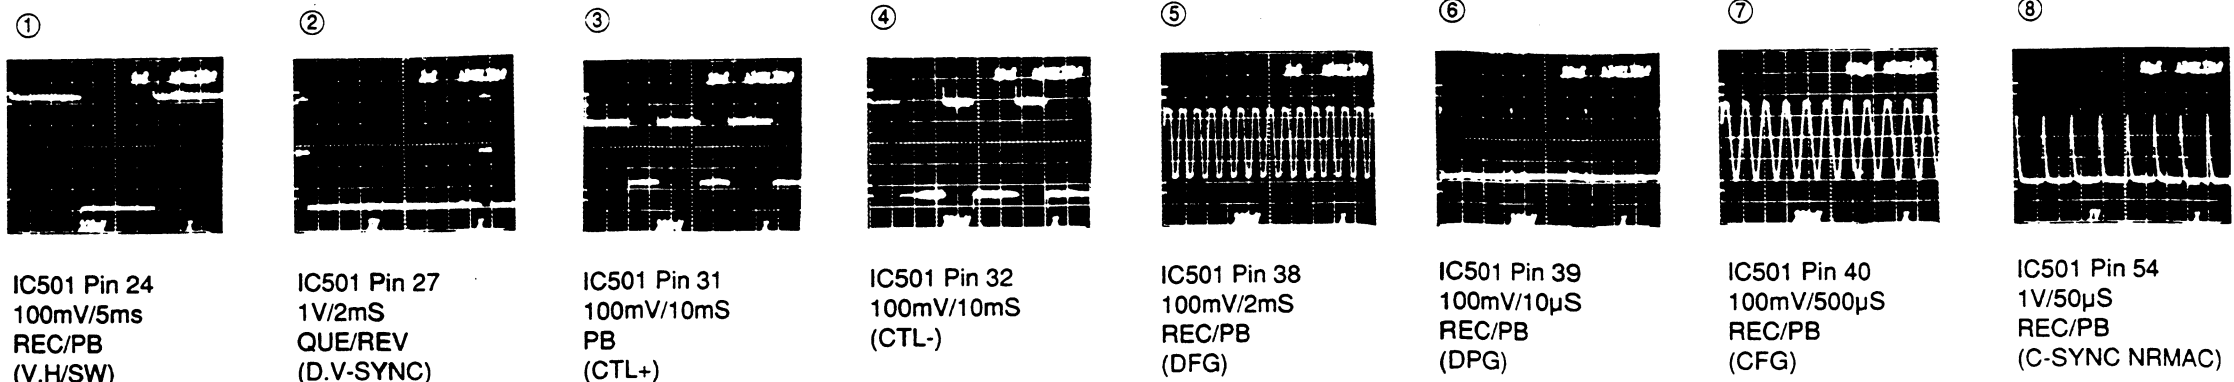 ①
IC501 Pin 24
100mV/5ms
REC/PB
(V.H/SW)
②
IC501 Pin 27
1V/2mS
QUE/REV
(D.V-SYNC)
③
IC501 Pin 31
100mV/10mS
PB
(CTL+)
④
IC501 Pin 32
100mV/10mS
(CTL-)
⑤
IC501 Pin 38
100mV/2mS
REC/PB
(DFG)
⑥
IC501 Pin 39
100mV/10µS
REC/PB
(DPG)
⑦
IC501 Pin 40
100mV/500µS
REC/PB
(CFG)
⑧
IC501 Pin 54
1V/50µS
REC/PB
(C-SYNC NRMAC)